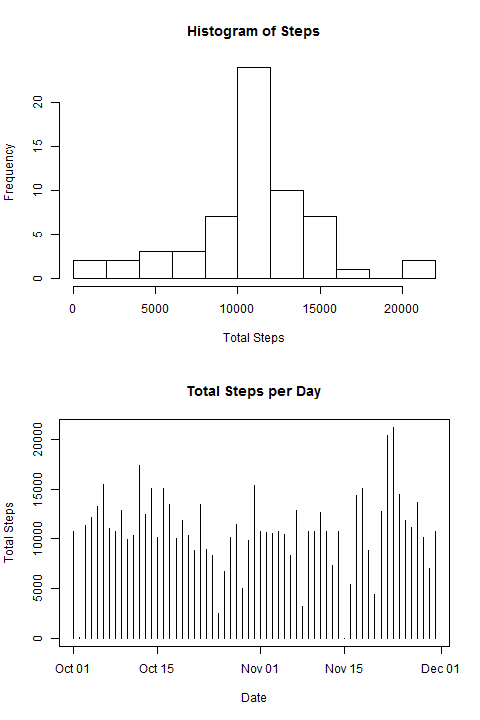 Histogram of Steps
Frequency
20
15
10
5
0
0 5000 10000 15000 20000
Total Steps
Total Steps per Day
Total Steps
20000
15000
10000
5000
0
Oct 01 Oct 15 Nov 01 Nov 15 Dec 01
Date